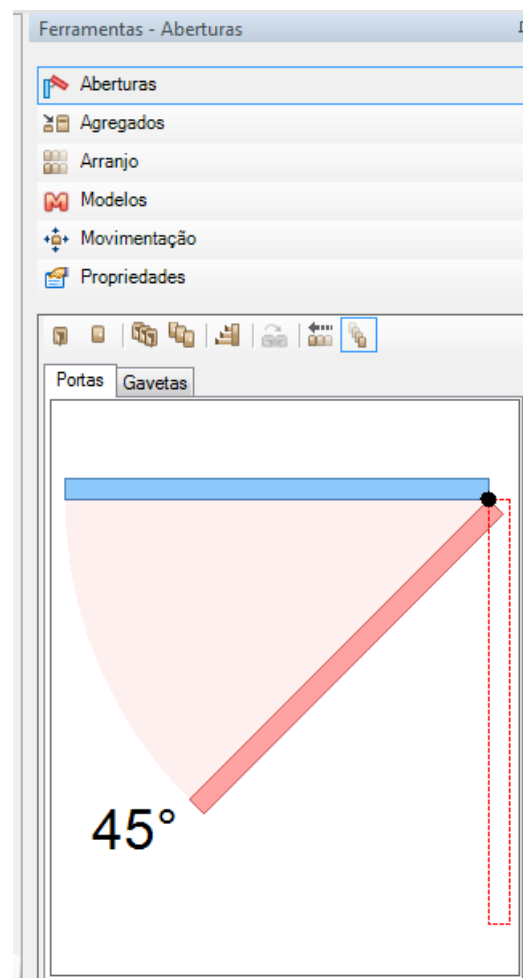 Ferramentas - Aberturas
Aberturas
Agregados
Arranjo
Modelos
Movimentação
Propriedades
Portas Gavetas
45°